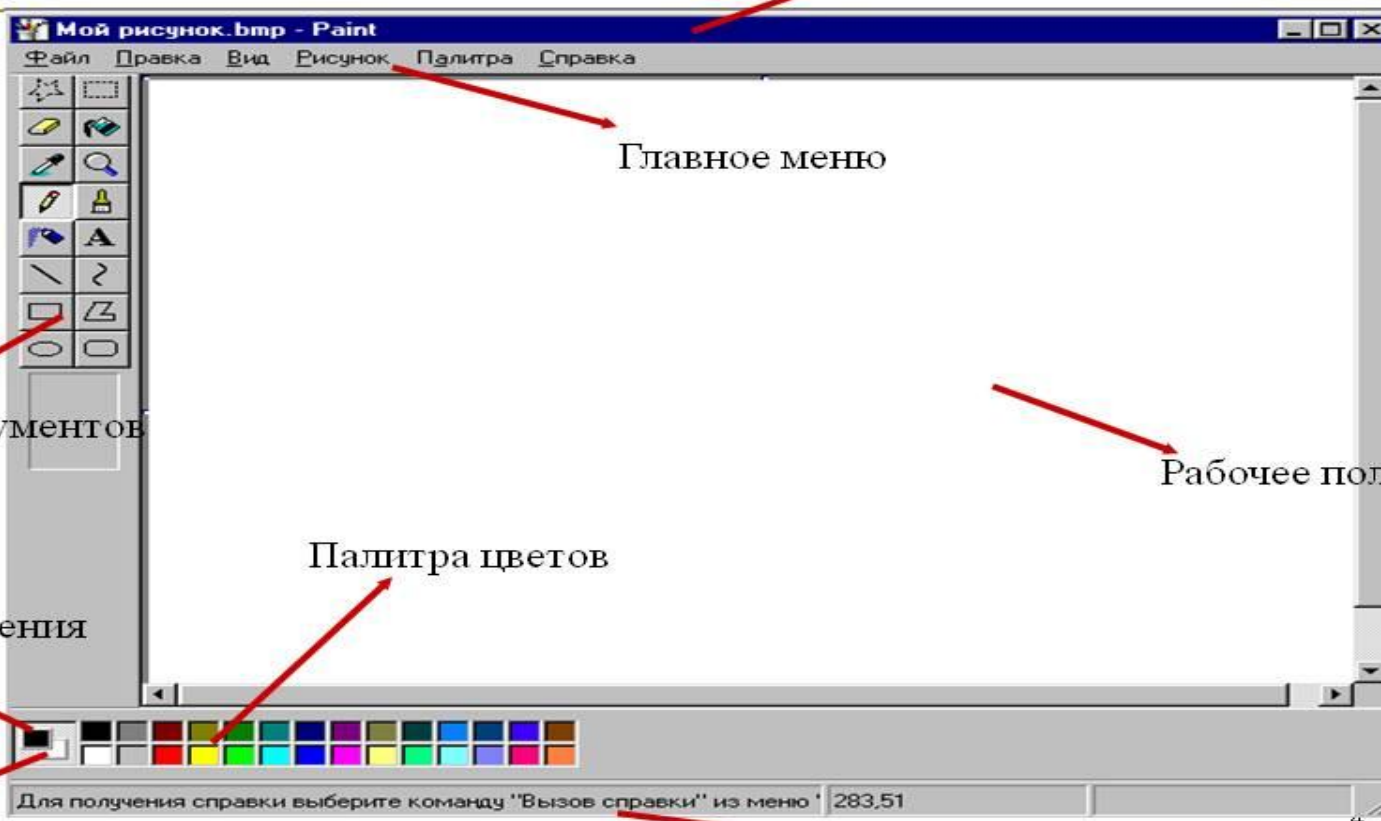 Мой рисунок.bmp - Paint
Файл Правка Вид Рисунок Палитра Справка
Главное меню
A
ументов
Рабочее пол
Палитра цветов
ения
Для получения справки выберите команду "Вызов справки" из меню ' 283,51